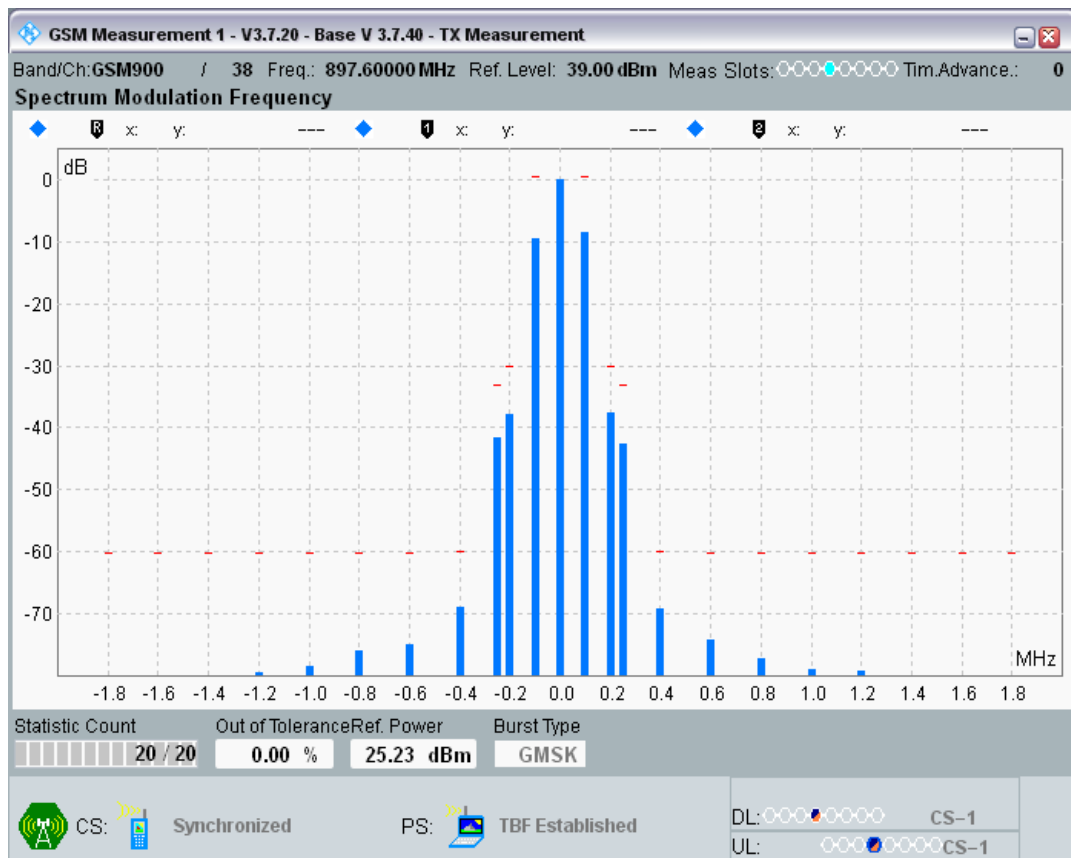 GSM Measurement 1 - V3.7.20 - Base V 3.7.40 - TX Measurement
Band/Ch:GSM900 / 38 Freq.: 897.60000 MHz Ref. Level: 39.00 dBm Meas Slots: Tim.Advance.: 0
Spectrum Modulation Frequency
R x: y: --- 1 x: y: --- 2 x: y: ---
dB
0
-10
-20
-30
-40
-50
-60
-70
MHz
-1.8 -1.6 -1.4 -1.2 -1.0 -0.8 -0.6 -0.4 -0.2 0.0 0.2 0.4 0.6 0.8 1.0 1.2 1.4 1.6 1.8
Statistic Count Out of Tolerance Ref. Power Burst Type
20 / 20 0.00 % 25.23 dBm GMSK
CS: Synchronized PS: TBF Established
DL: CS-1
UL: CS-1